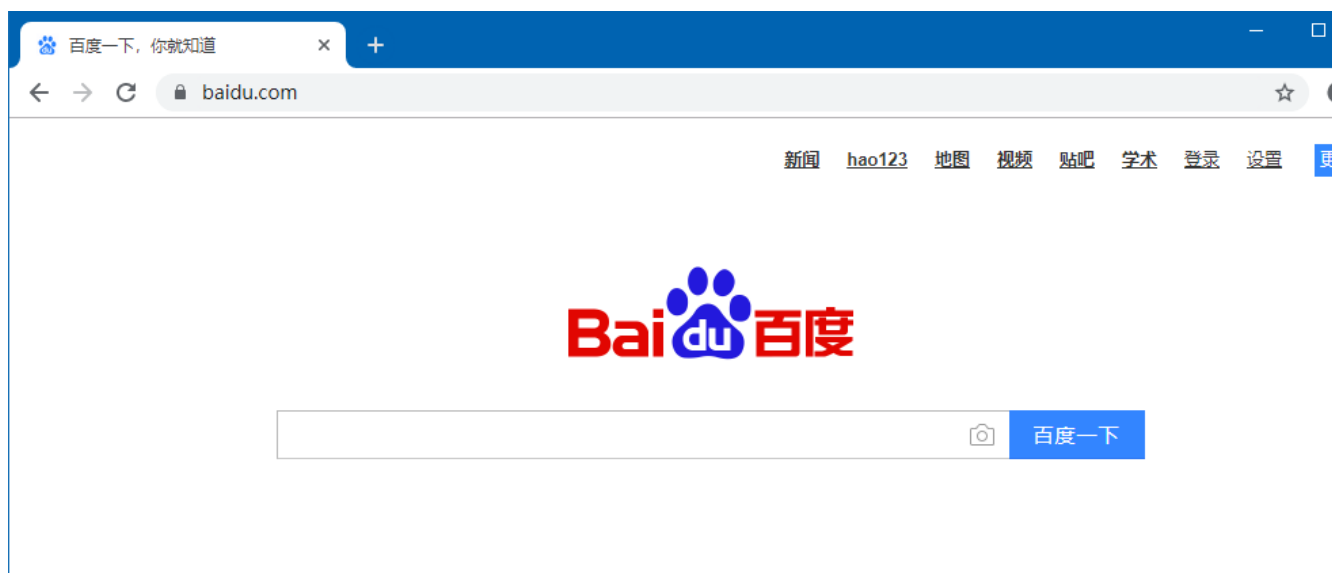 百度一下，你就知道
baidu.com
新闻 hao123 地图 视频 贴吧 学术 登录 设置 更
Bai du 百度
百度一下